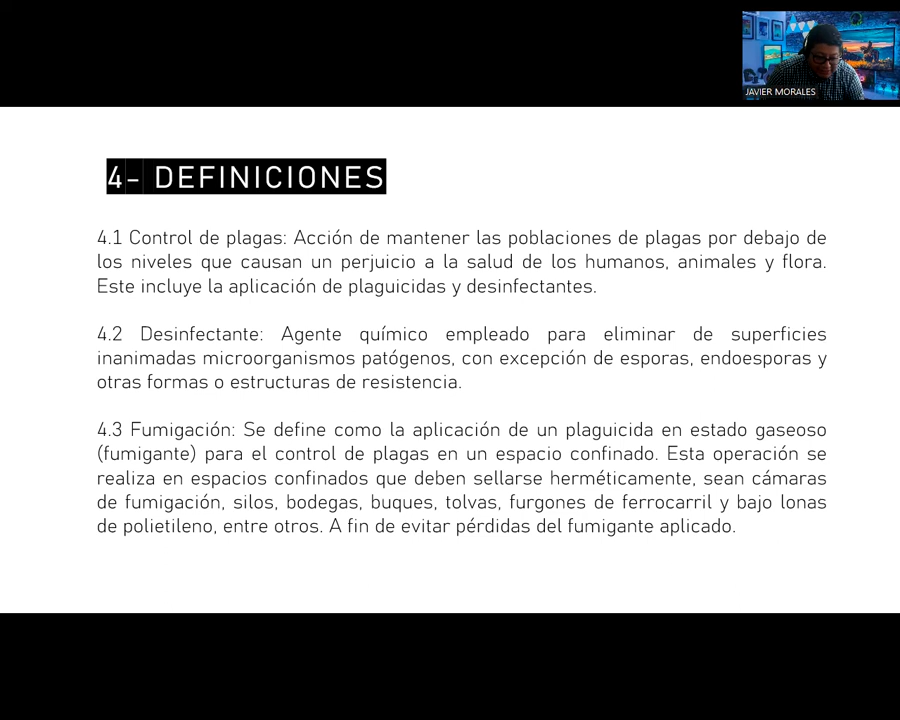 JAVIER MORALES
4- DEFINICIONES
4.1 Control de plagas: Acción de mantener las poblaciones de plagas por debajo de
los niveles que causan un perjuicio a la salud de los humanos, animales y flora.
Este incluye la aplicación de plaguicidas y desinfectantes.
4.2 Desinfectante: Agente químico empleado para eliminar de superficies
inanimadas microorganismos patógenos, con excepción de esporas, endoesporas y
otras formas o estructuras de resistencia.
4.3 Fumigación: Se define como la aplicación de un plaguicida en estado gaseoso
(fumigante) para el control de plagas en un espacio confinado. Esta operación se
realiza en espacios confinados que deben sellarse herméticamente, sean cámaras
de fumigación, silos, bodegas, buques, tolvas, furgones de ferrocarril y bajo lonas
de polietileno, entre otros. A fin de evitar pérdidas del fumigante aplicado.